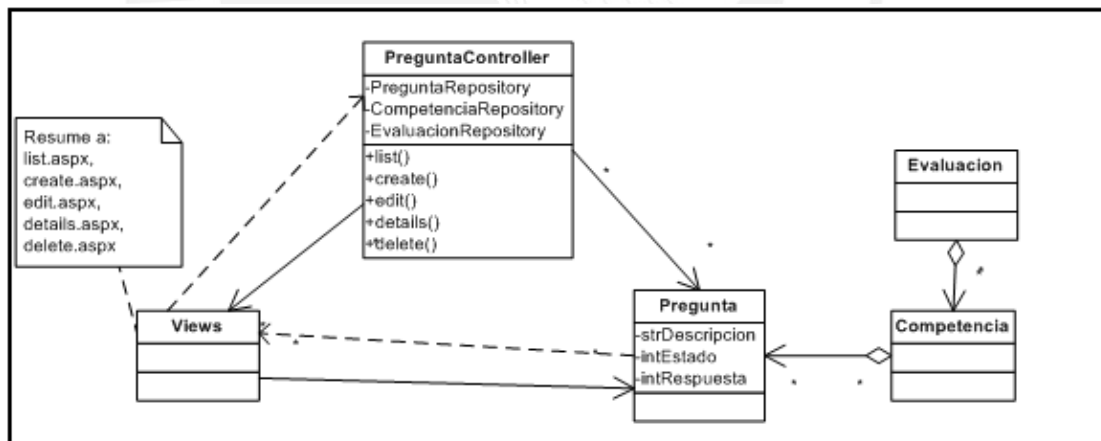 PreguntaController
-PreguntaRepository
-CompetenciaRepository
-EvaluacionRepository
+list()
+create()
+edit()
+details()
+delete()
Resume a:
list.aspx,
create.aspx,
edit.aspx,
details.aspx,
delete.aspx
Evaluacion
Views
Pregunta
-strDescripcion
-intEstado
-intRespuesta
Competencia
*
*
*
*
*
*
*